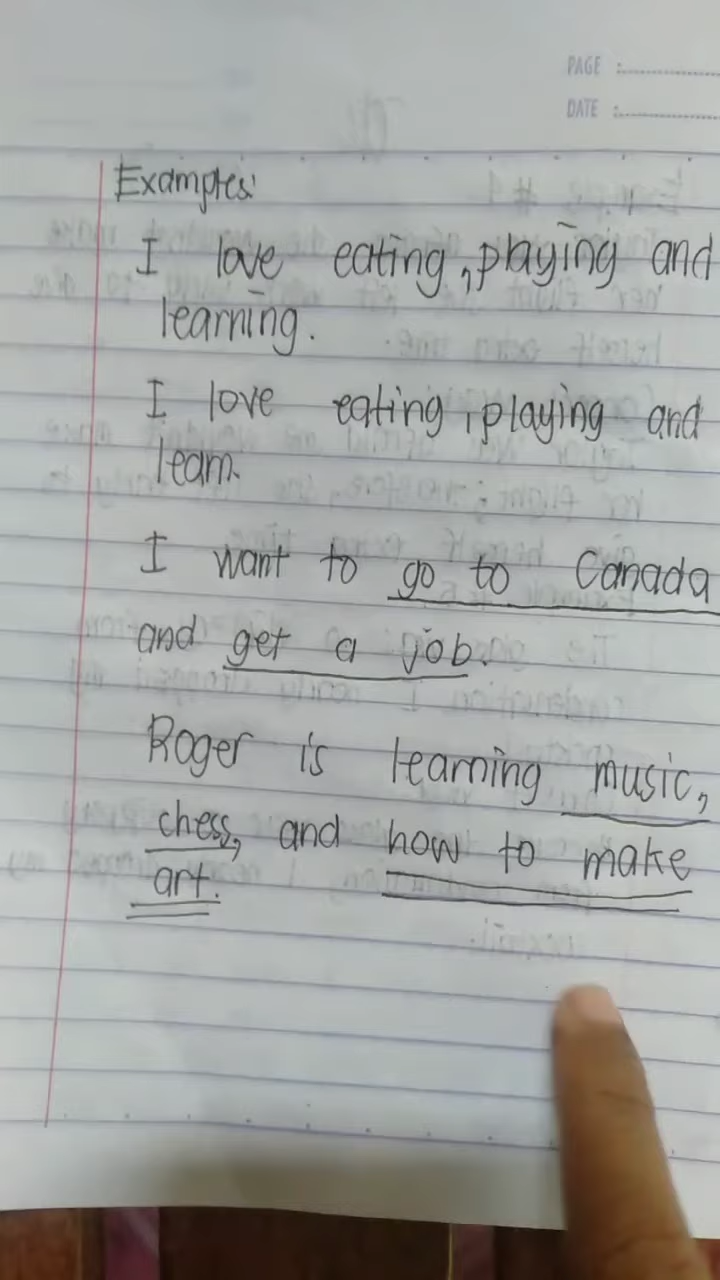 PAGE :
DATE :
Examples:
I love eating, playing and
learning.
I love eating, playing and
learn.
I want to go to Canada
and get a job.
Roger is learning music,
chess, and how to make
art.